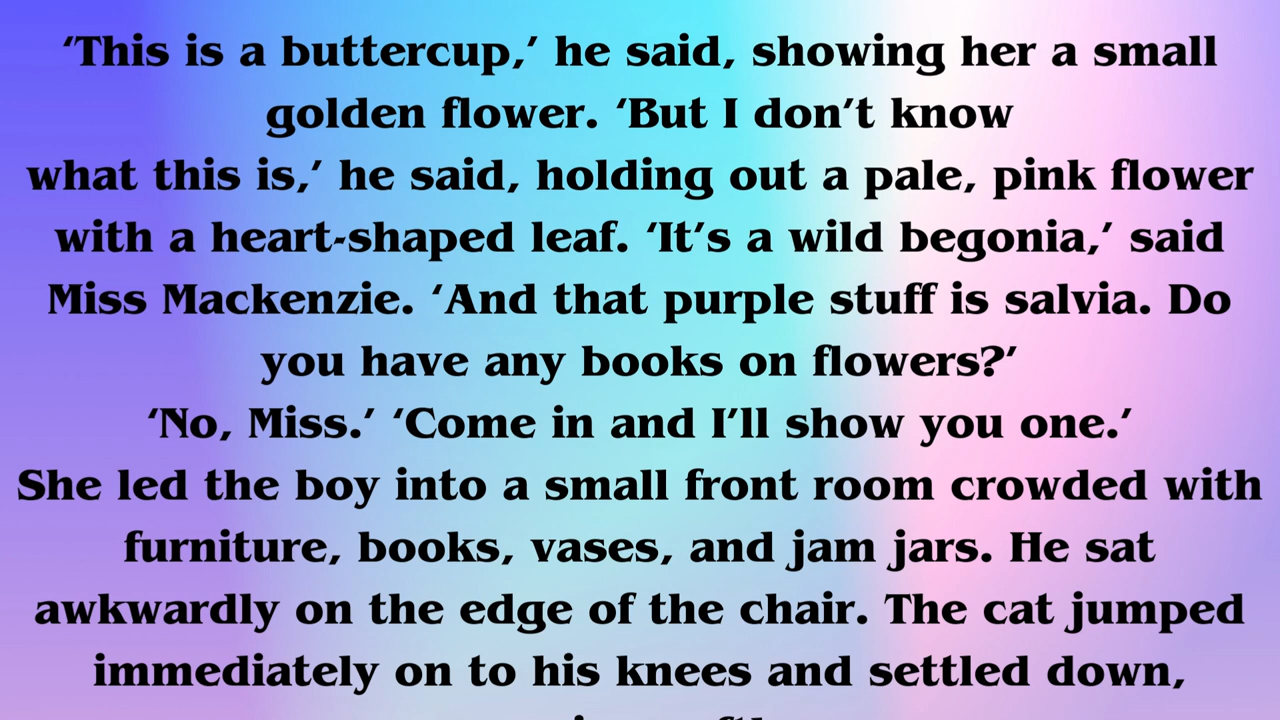 ‘This is a buttercup,’ he said, showing her a small
golden flower. ‘But I don’t know
what this is,’ he said, holding out a pale, pink flower
with a heart-shaped leaf. ‘It’s a wild begonia,’ said
Miss Mackenzie. ‘And that purple stuff is salvia. Do
you have any books on flowers?’
‘No, Miss.’ ‘Come in and I’ll show you one.’
She led the boy into a small front room crowded with
furniture, books, vases, and jam jars. He sat
awkwardly on the edge of the chair. The cat jumped
immediately on to his knees and settled down,